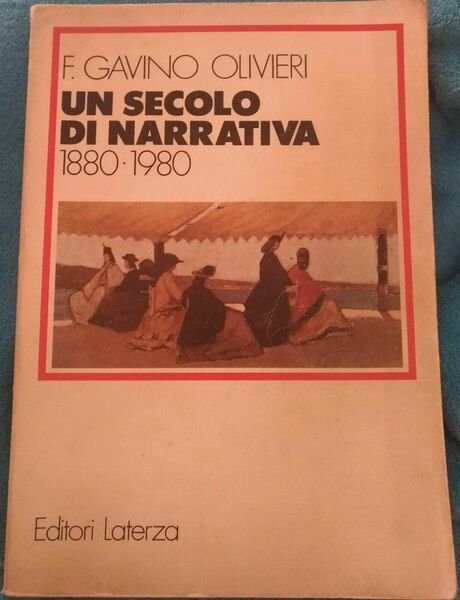 F. GAVINO OLIVIERI
UN SECOLO
DI NARRATIVA
1880·1980
Editori Laterza